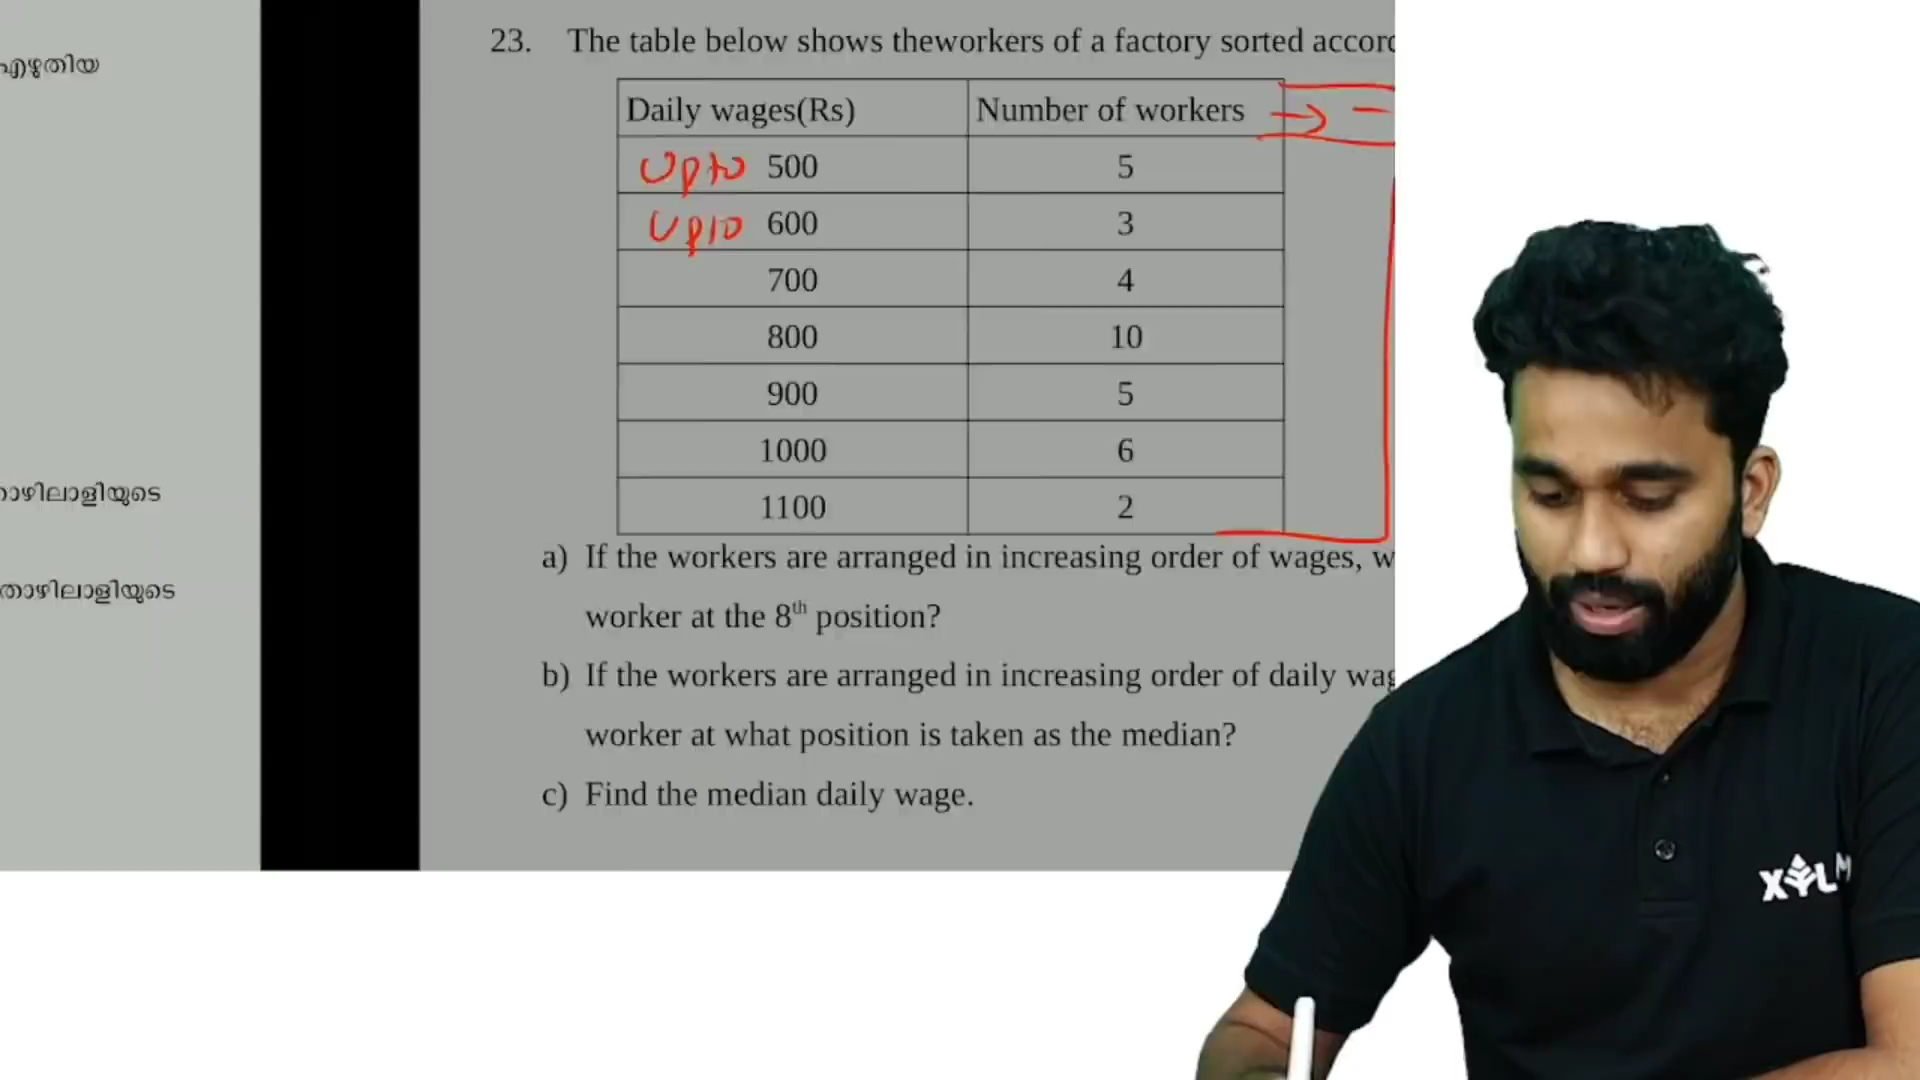 എഴുതിയ
23. The table below shows theworkers of a factory sorted accord
Daily wages(Rs) Number of workers → -
Upto 500 5
Upto 600 3
700 4
800 10
900 5
1000 6
1100 2
a) If the workers are arranged in increasing order of wages, w
തൊഴിലാളിയുടെ
worker at the 8th position?
തൊഴിലാളിയുടെ
b) If the workers are arranged in increasing order of daily wag
worker at what position is taken as the median?
c) Find the median daily wage.
XYLM